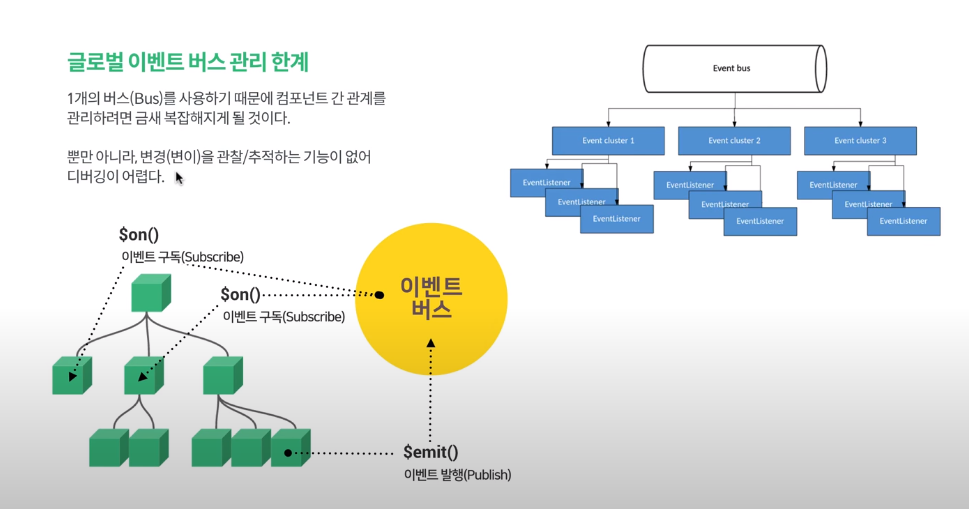 글로벌 이벤트 버스 관리 한계
1개의 버스(Bus)를 사용하기 때문에 컴포넌트 간 관계를
관리하려면 금새 복잡해지게 될 것이다.
뿐만 아니라, 변경(변이)을 관찰/추적하는 기능이 없어
디버깅이 어렵다.
Event bus
Event cluster 1
Event cluster 2
Event cluster 3
EventListener
EventListener
EventListener
EventListener
EventListener
EventListener
EventListener
EventListener
EventListener
$on()
이벤트 구독(Subscribe)
$on()
이벤트 구독(Subscribe)
이벤트
버스
$emit()
이벤트 발행(Publish)